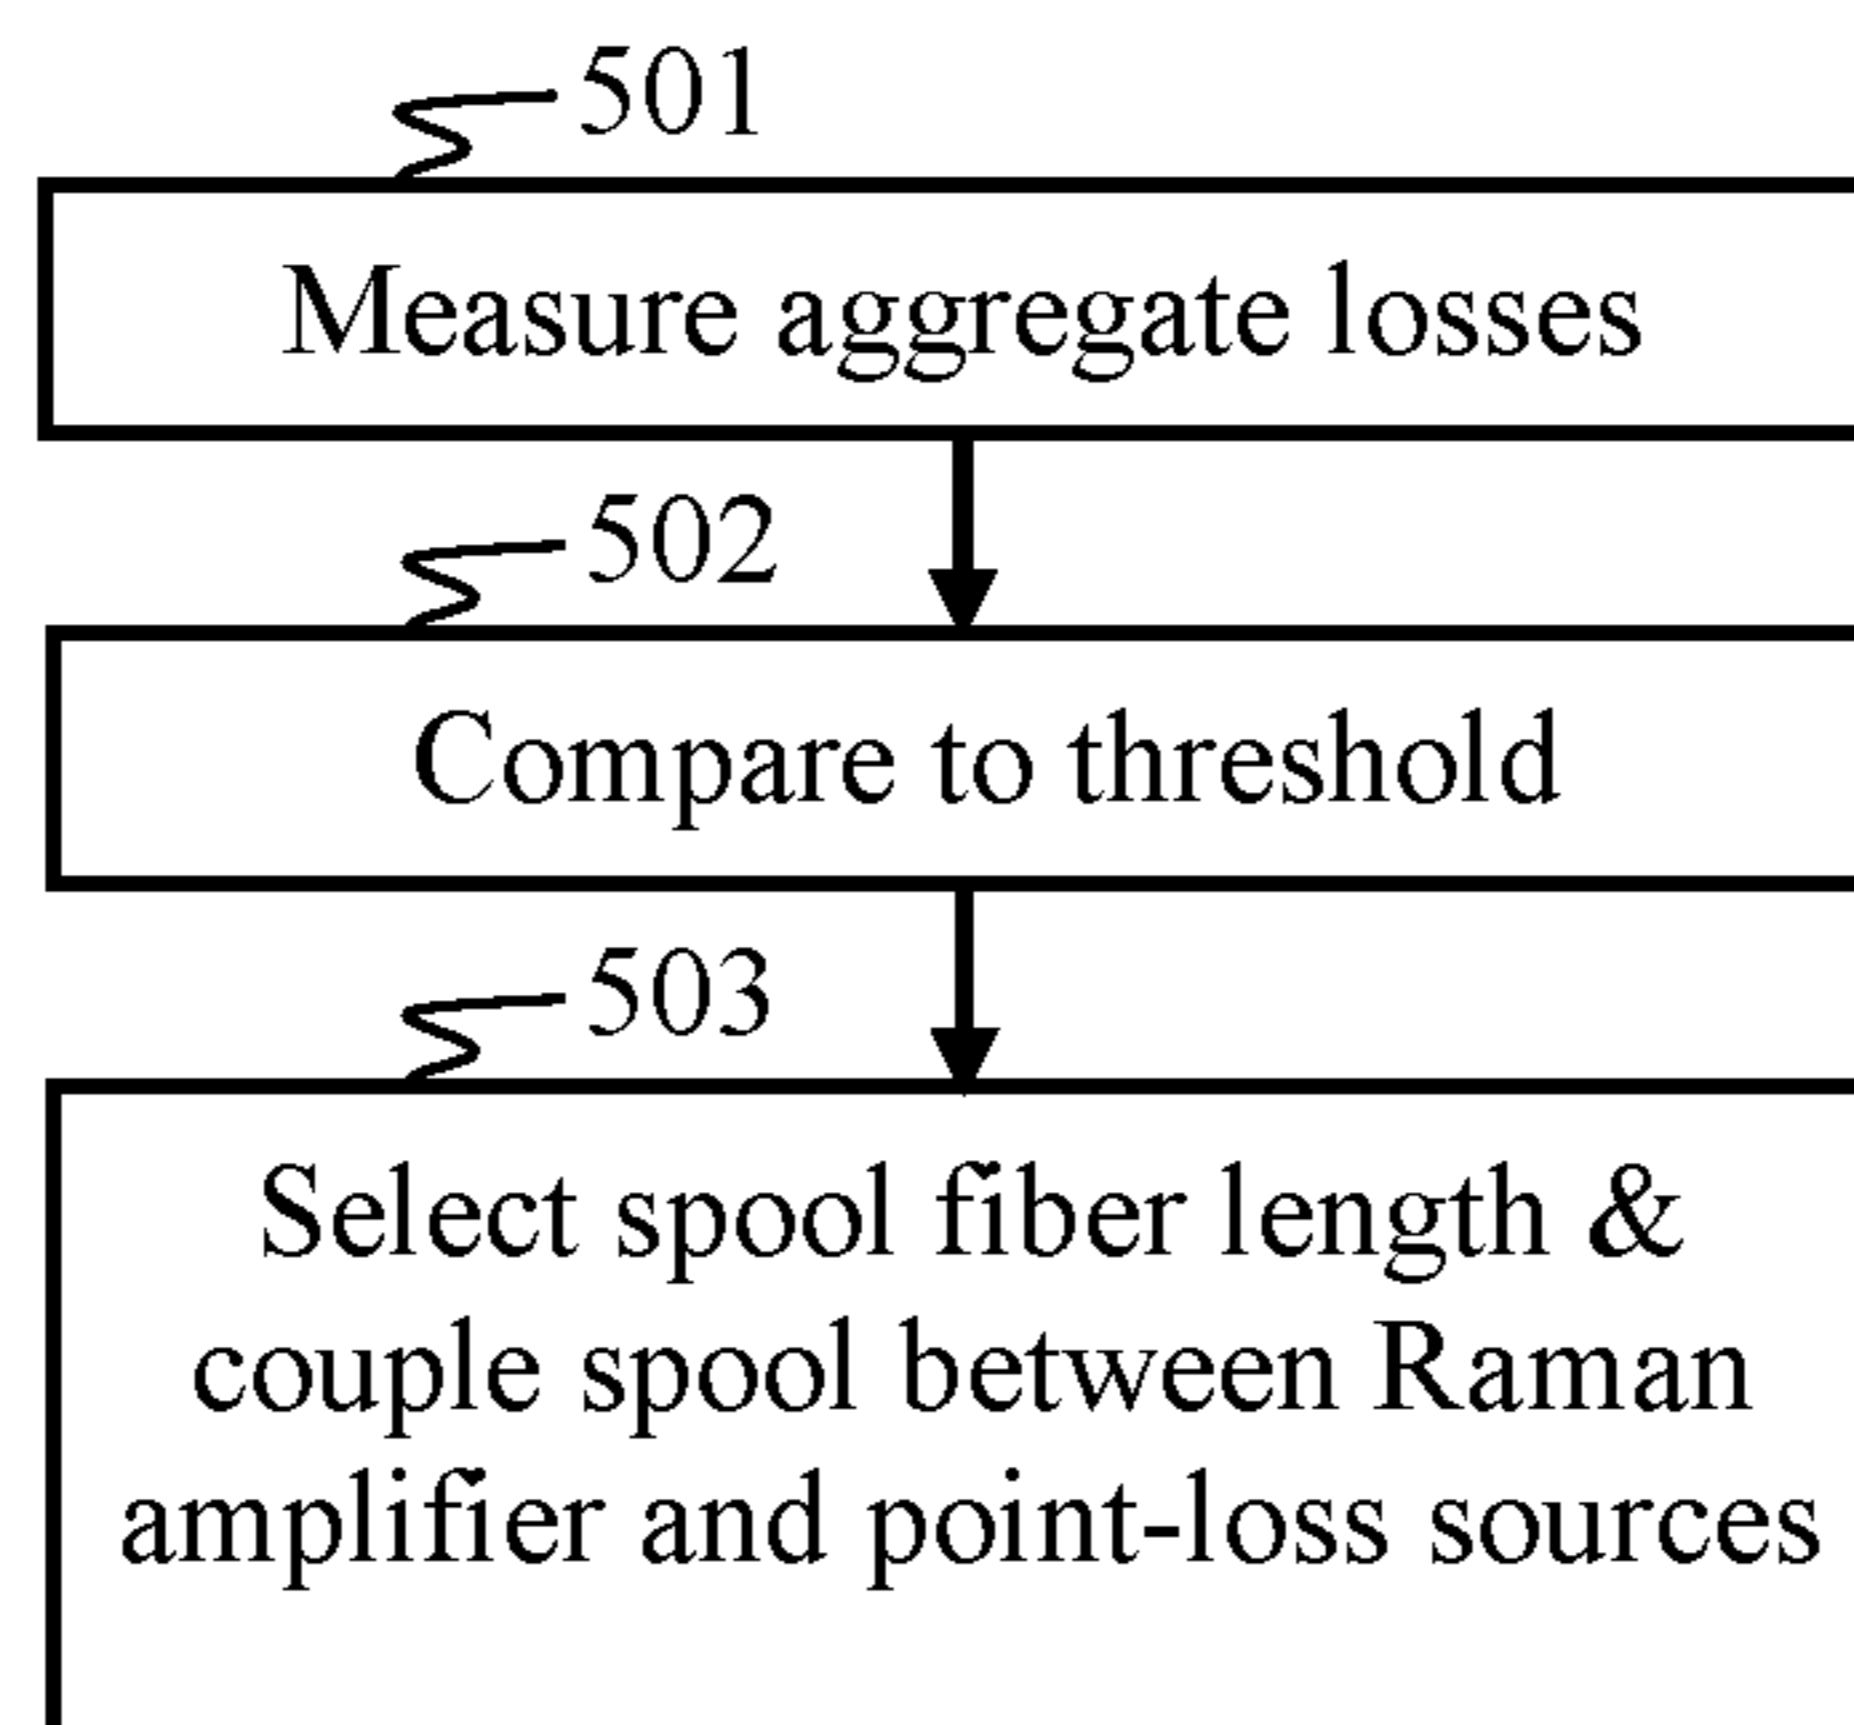 501
Measure aggregate losses
502
Compare to threshold
503
Select spool fiber length &
couple spool between Raman
amplifier and point-loss sources